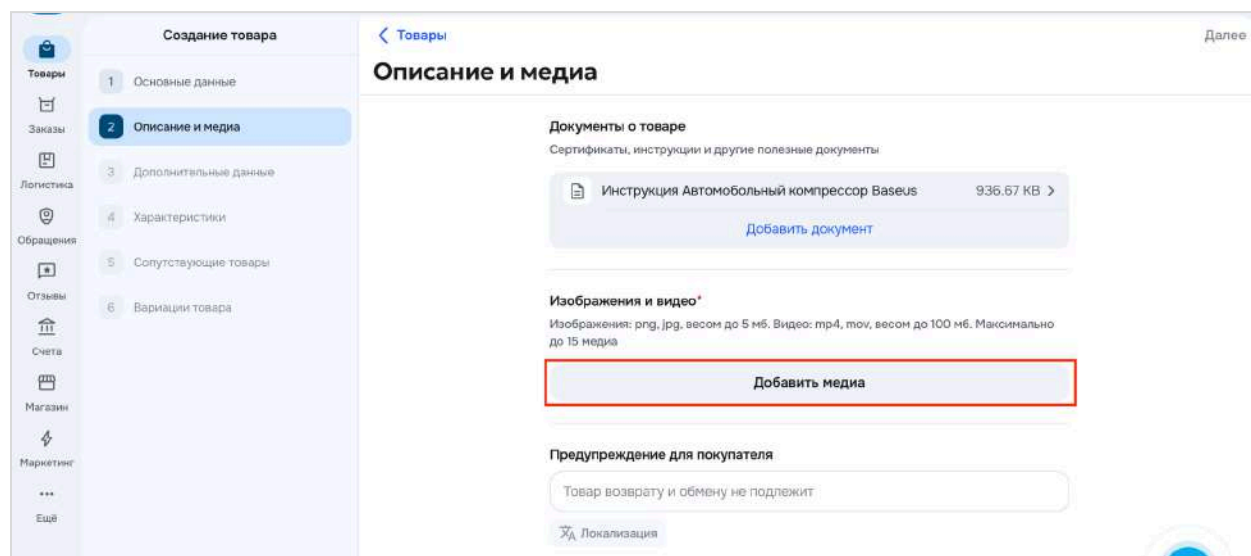 Товары
Заказы
Логистика
Обращения
Отзывы
Счета
Магазин
Маркетинг
Ещё
Создание товара
1 Основные данные
2 Описание и медиа
3 Дополнительные данные
4 Характеристики
5 Сопутствующие товары
6 Вариации товара
Товары
Далее
Описание и медиа
Документы о товаре
Сертификаты, инструкции и другие полезные документы
Инструкция Автомобольный компрессор Baseus 936.67 KB
Добавить документ
Изображения и видео*
Изображения: png, jpg, весом до 5 мб. Видео: mp4, mov, весом до 100 мб. Максимально
до 15 медиа
Добавить медиа
Предупреждение для покупателя
Товар возврату и обмену не подлежит
Локализация